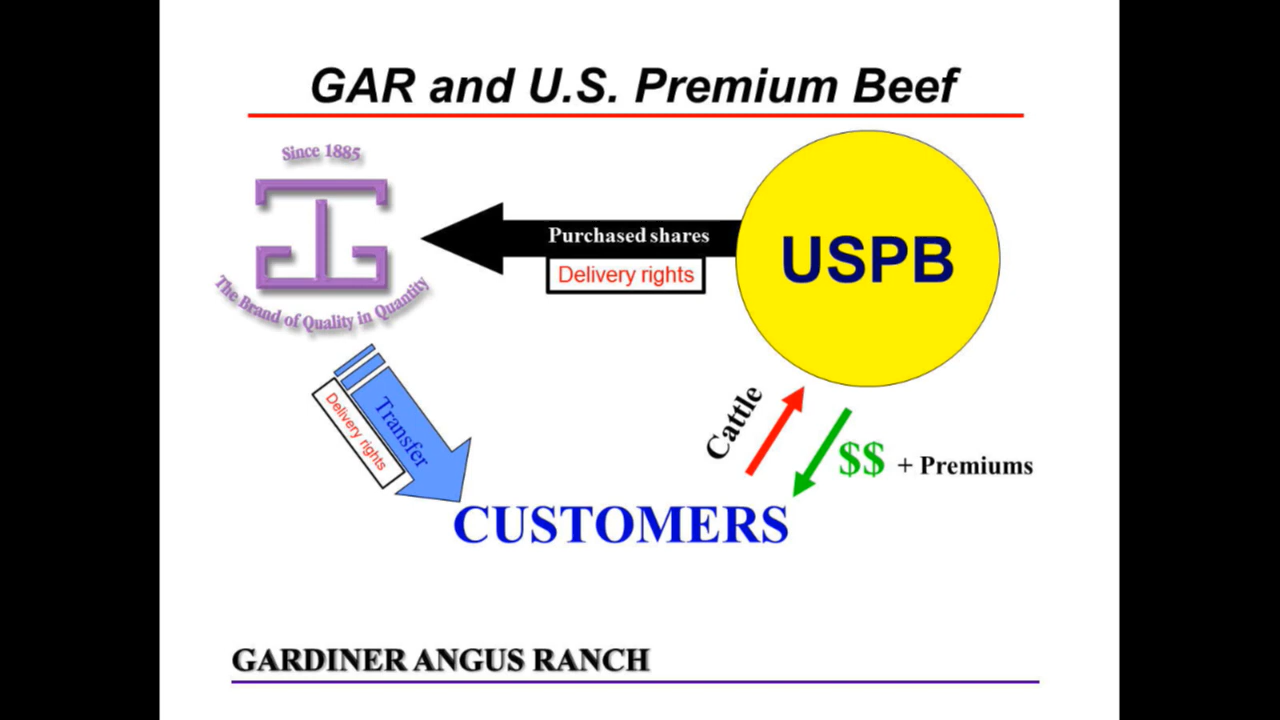 GAR and U.S. Premium Beef
Since 1885
The Brand of Quality in Quantity
Purchased shares
Delivery rights
USPB
Transfer
Delivery rights
Cattle
$$ + Premiums
CUSTOMERS
GARDINER ANGUS RANCH